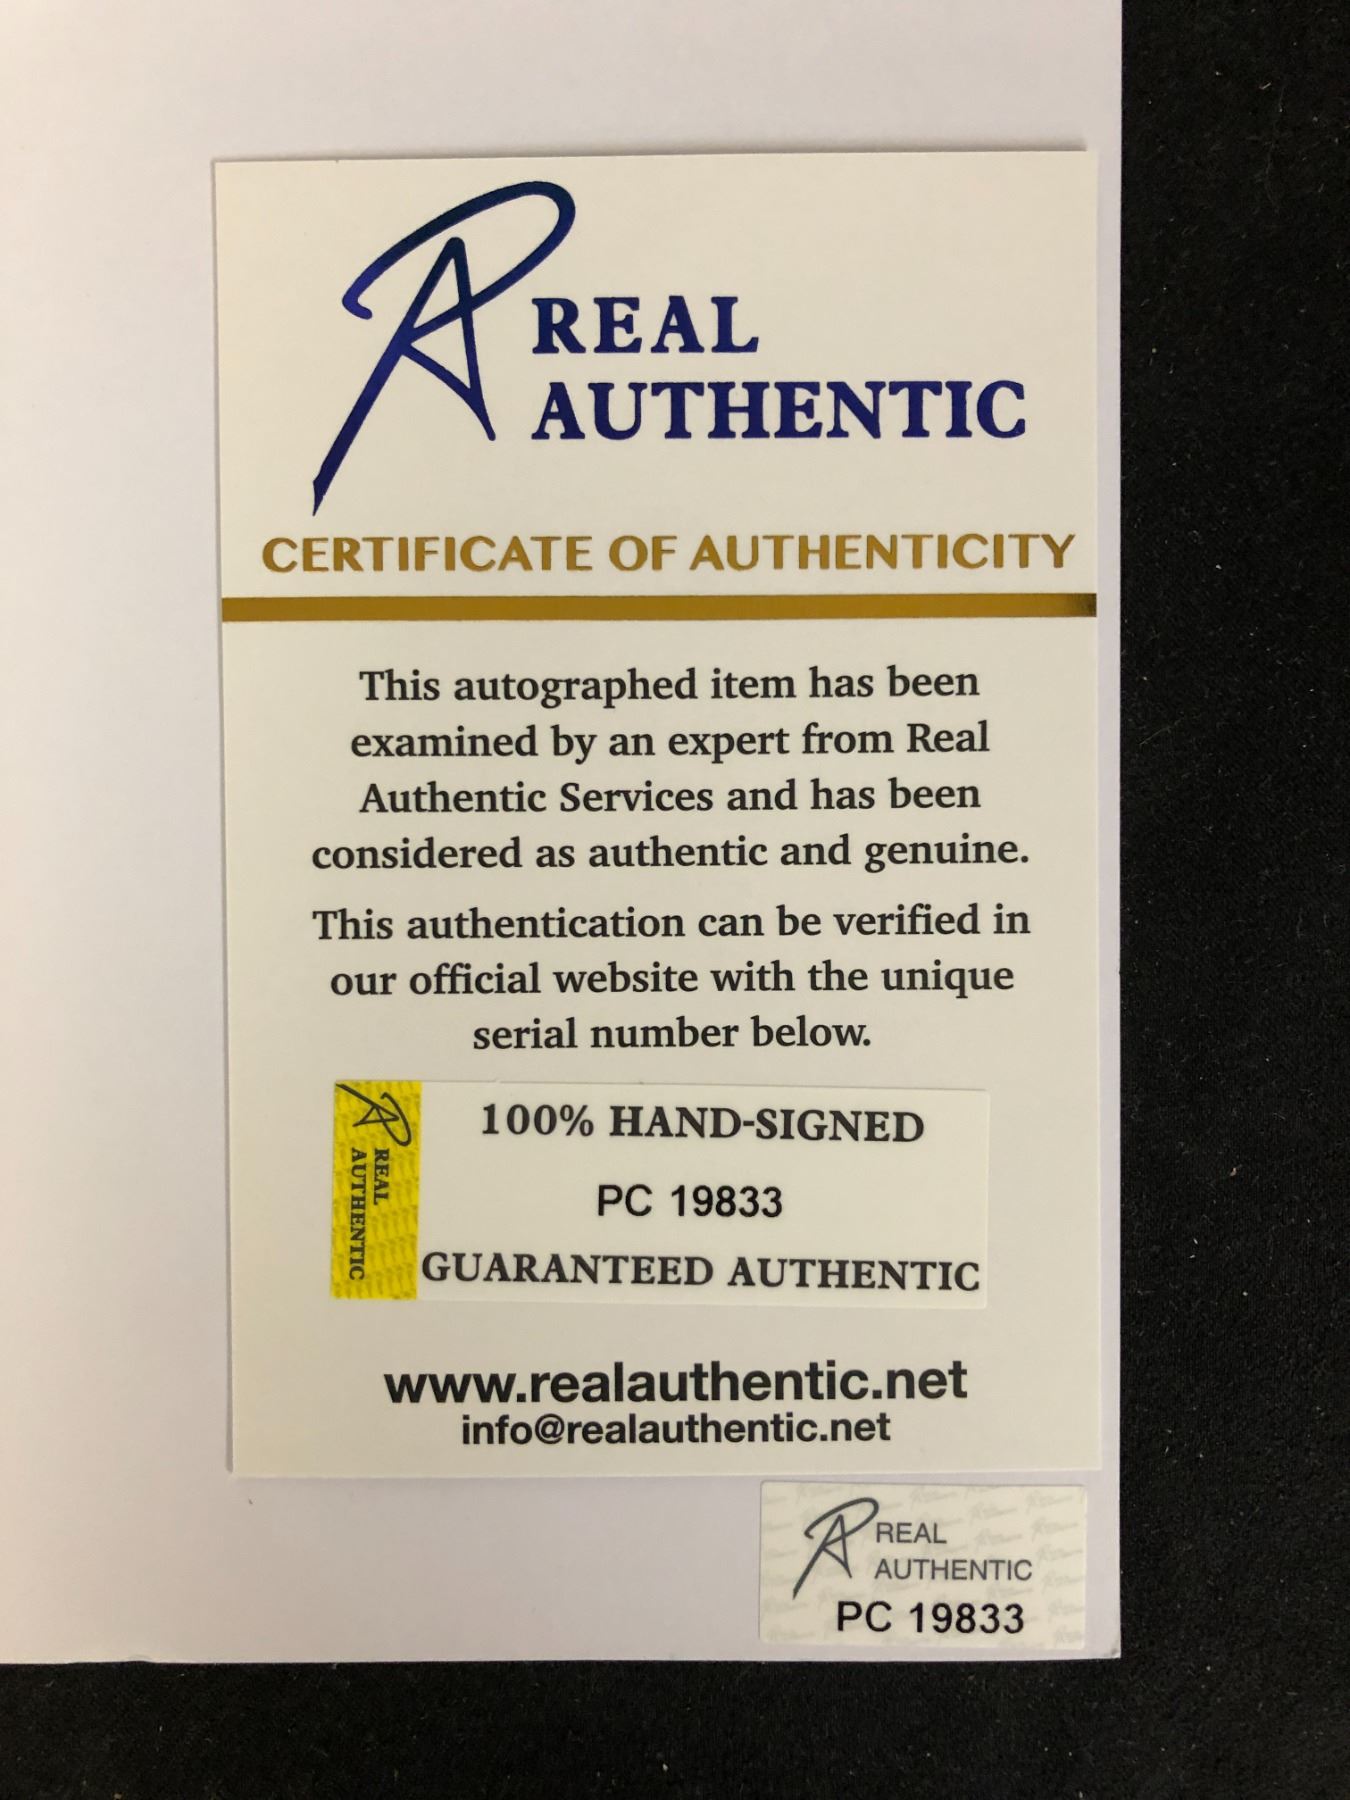 REAL
AUTHENTIC
CERTIFICATE OF AUTHENTICITY
This autographed item has been
examined by an expert from Real
Authentic Services and has been
considered as authentic and genuine.
This authentication can be verified in
our official website with the unique
serial number below.
REAL
AUTHENTIC
100% HAND-SIGNED
PC 19833
GUARANTEED AUTHENTIC
www.realauthentic.net
info@realauthentic.net
REAL
AUTHENTIC
PC 19833